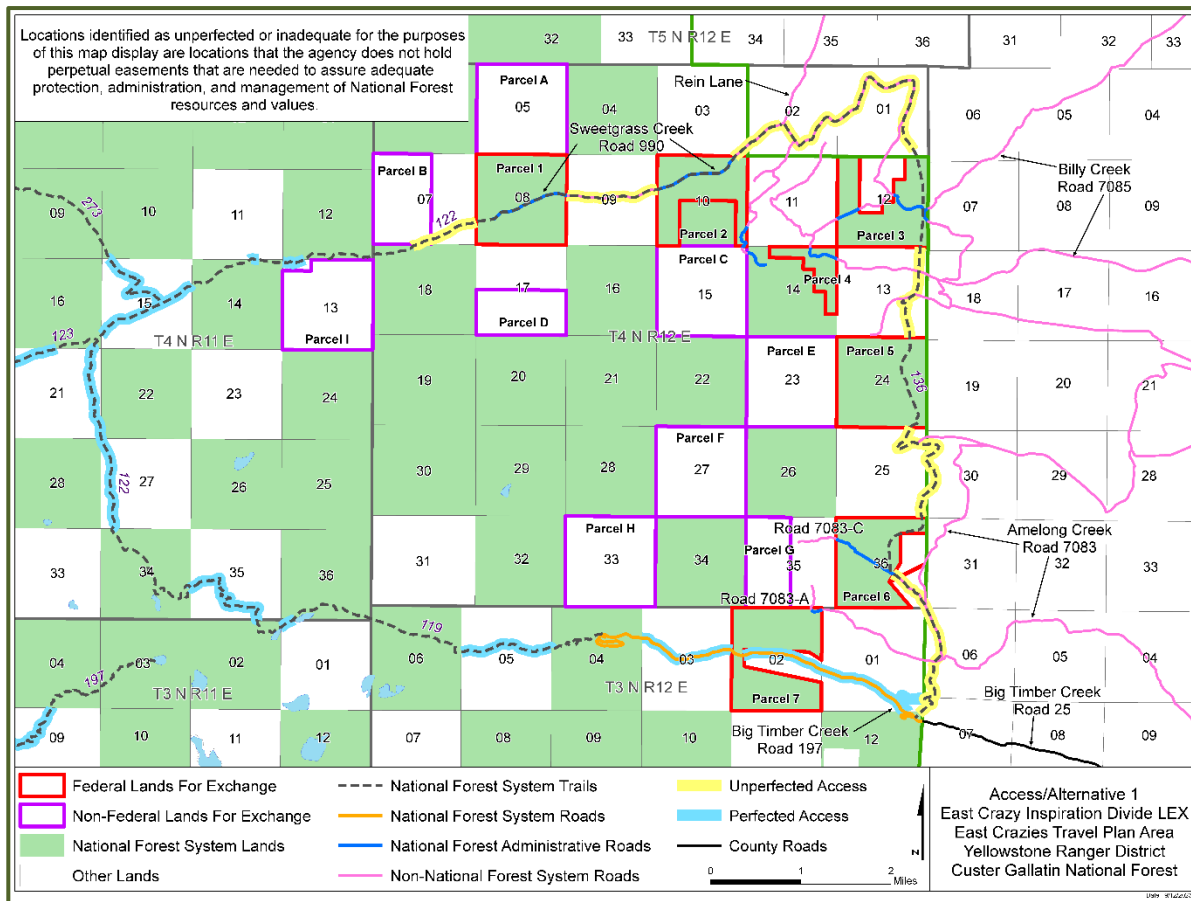 Locations identified as unperfected or inadequate for the purposes
of this map display are locations that the agency does not hold
perpetual easements that are needed to assure adequate
protection, administration, and management of National Forest
resources and values.
32 33 T5 N R12 E 34 35 36 31 32 33
Parcel A
05 04 03 02 01 06 05 04
Rein Lane
Sweetgrass Creek
Road 990
Billy Creek
Road 7085
Parcel B
Parcel 1
09 10 11 12 07 08 09 10 11 12 07 08 09
273
122
Parcel 2
Parcel 3
Parcel C
16 15 14 13 18 17 16 15 14 13 18 17 16
Parcel 4
Parcel I
Parcel D
123
T4 N R11 E
T4 N R12 E
Parcel E
Parcel 5
21 22 23 24 19 20 21 22 23 24 19 20 21
136
Parcel F
28 27 26 25 30 29 28 27 26 25 30 29 28
122
Parcel H
Road 7083-C
Parcel G
Amelong Creek
Road 7083
33 34 35 36 31 32 33 34 35 36 31 32 33
Road 7083-A
Parcel 6
119
04 03 02 01 06 05 04 03 02 01 06 05 04
197
T3 N R11 E
T3 N R12 E
Parcel 7
Big Timber Creek
Road 25
Big Timber Creek
Road 197
09 10 11 12 07 08 09 10 12 07 08 09
Federal Lands For Exchange
Non-Federal Lands For Exchange
National Forest System Lands
Other Lands
National Forest System Trails
National Forest System Roads
National Forest Administrative Roads
Non-National Forest System Roads
Unperfected Access
Perfected Access
County Roads
N
0 1 2
Miles
Access/Alternative 1
East Crazy Inspiration Divide LEX
East Crazies Travel Plan Area
Yellowstone Ranger District
Custer Gallatin National Forest